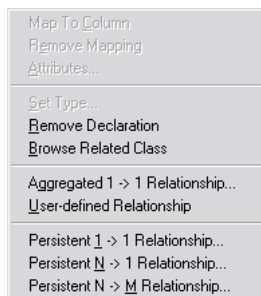 Map To Column
Remove Mapping
Attributes...
Set Type...
Remove Declaration
Browse Related Class
Aggregated 1 -> 1 Relationship...
User-defined Relationship
Persistent 1 -> 1 Relationship...
Persistent N -> 1 Relationship...
Persistent N -> M Relationship...